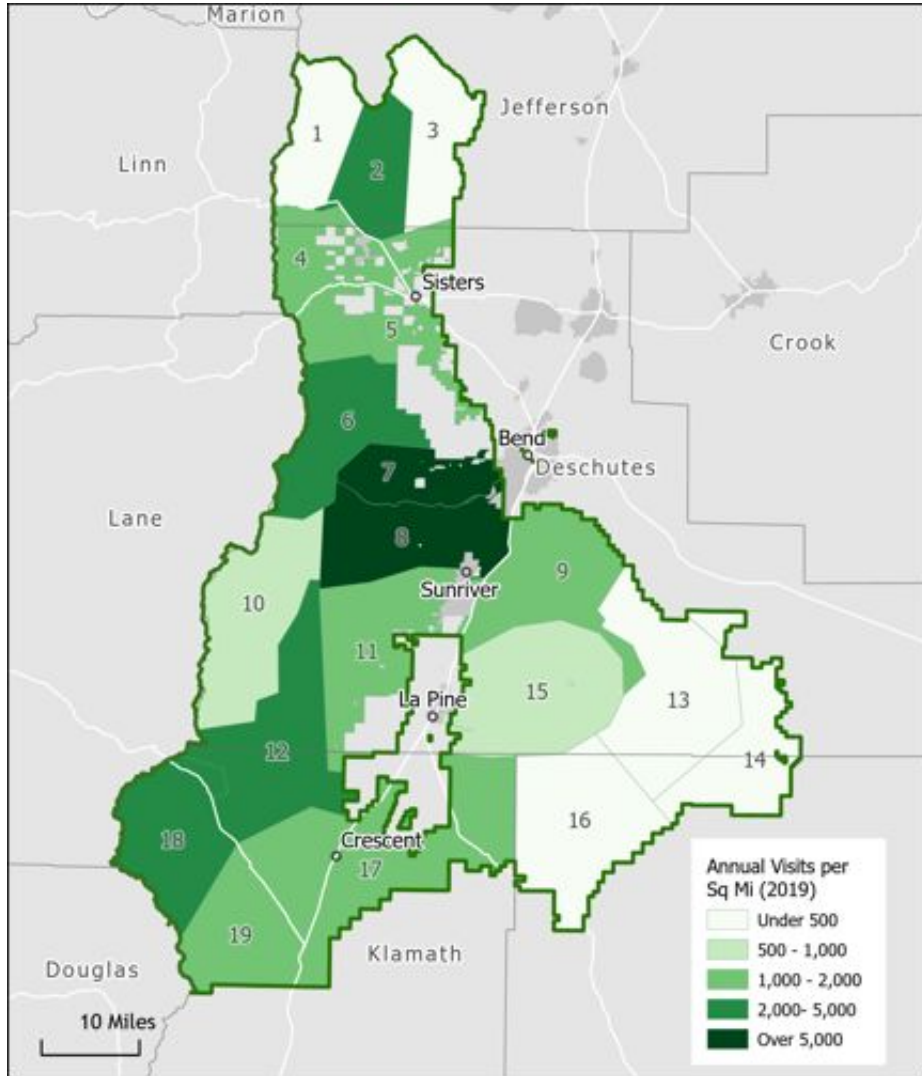 Marion
Jefferson
1
3
2
Linn
4
Sisters
5
Crook
6
Bend
7
Deschutes
Lane
8
9
Sunriver
10
11
15
La Pine
13
12
14
16
18
Crescent
17
19
Klamath
Douglas
10 Miles
Annual Visits per
Sq Mi (2019)
Under 500
500 - 1,000
1,000 - 2,000
2,000- 5,000
Over 5,000